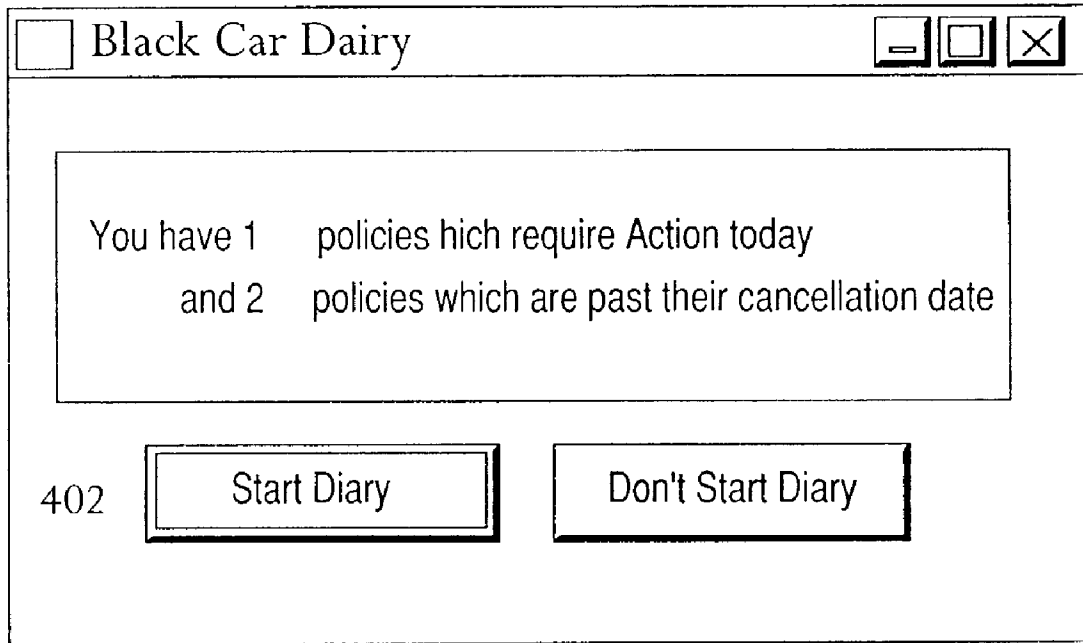 Black Car Dairy
You have 1 policies hich require Action today
and 2 policies which are past their cancellation date
402 Start Diary Don't Start Diary